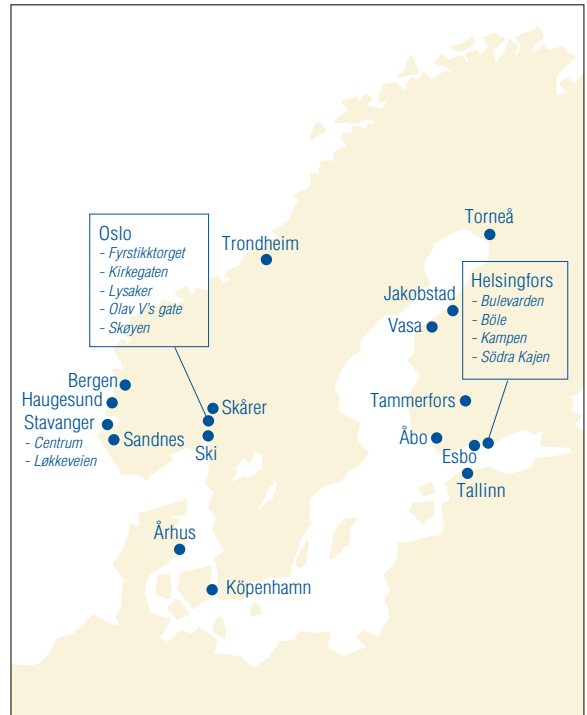 Torneå
Oslo
- Fyrstikktorget
- Kirkegaten
- Lysaker
- Olav V's gate
- Skøyen
Trondheim
Helsingfors
- Bulevarden
- Böle
- Kampen
- Södra Kajen
Jakobstad
Vasa
Bergen
Haugesund
Stavanger
- Centrum
- Løkkeveien
Sandnes
Skårer
Ski
Tammerfors
Åbo
Esbo
Tallinn
Århus
Köpenhamn